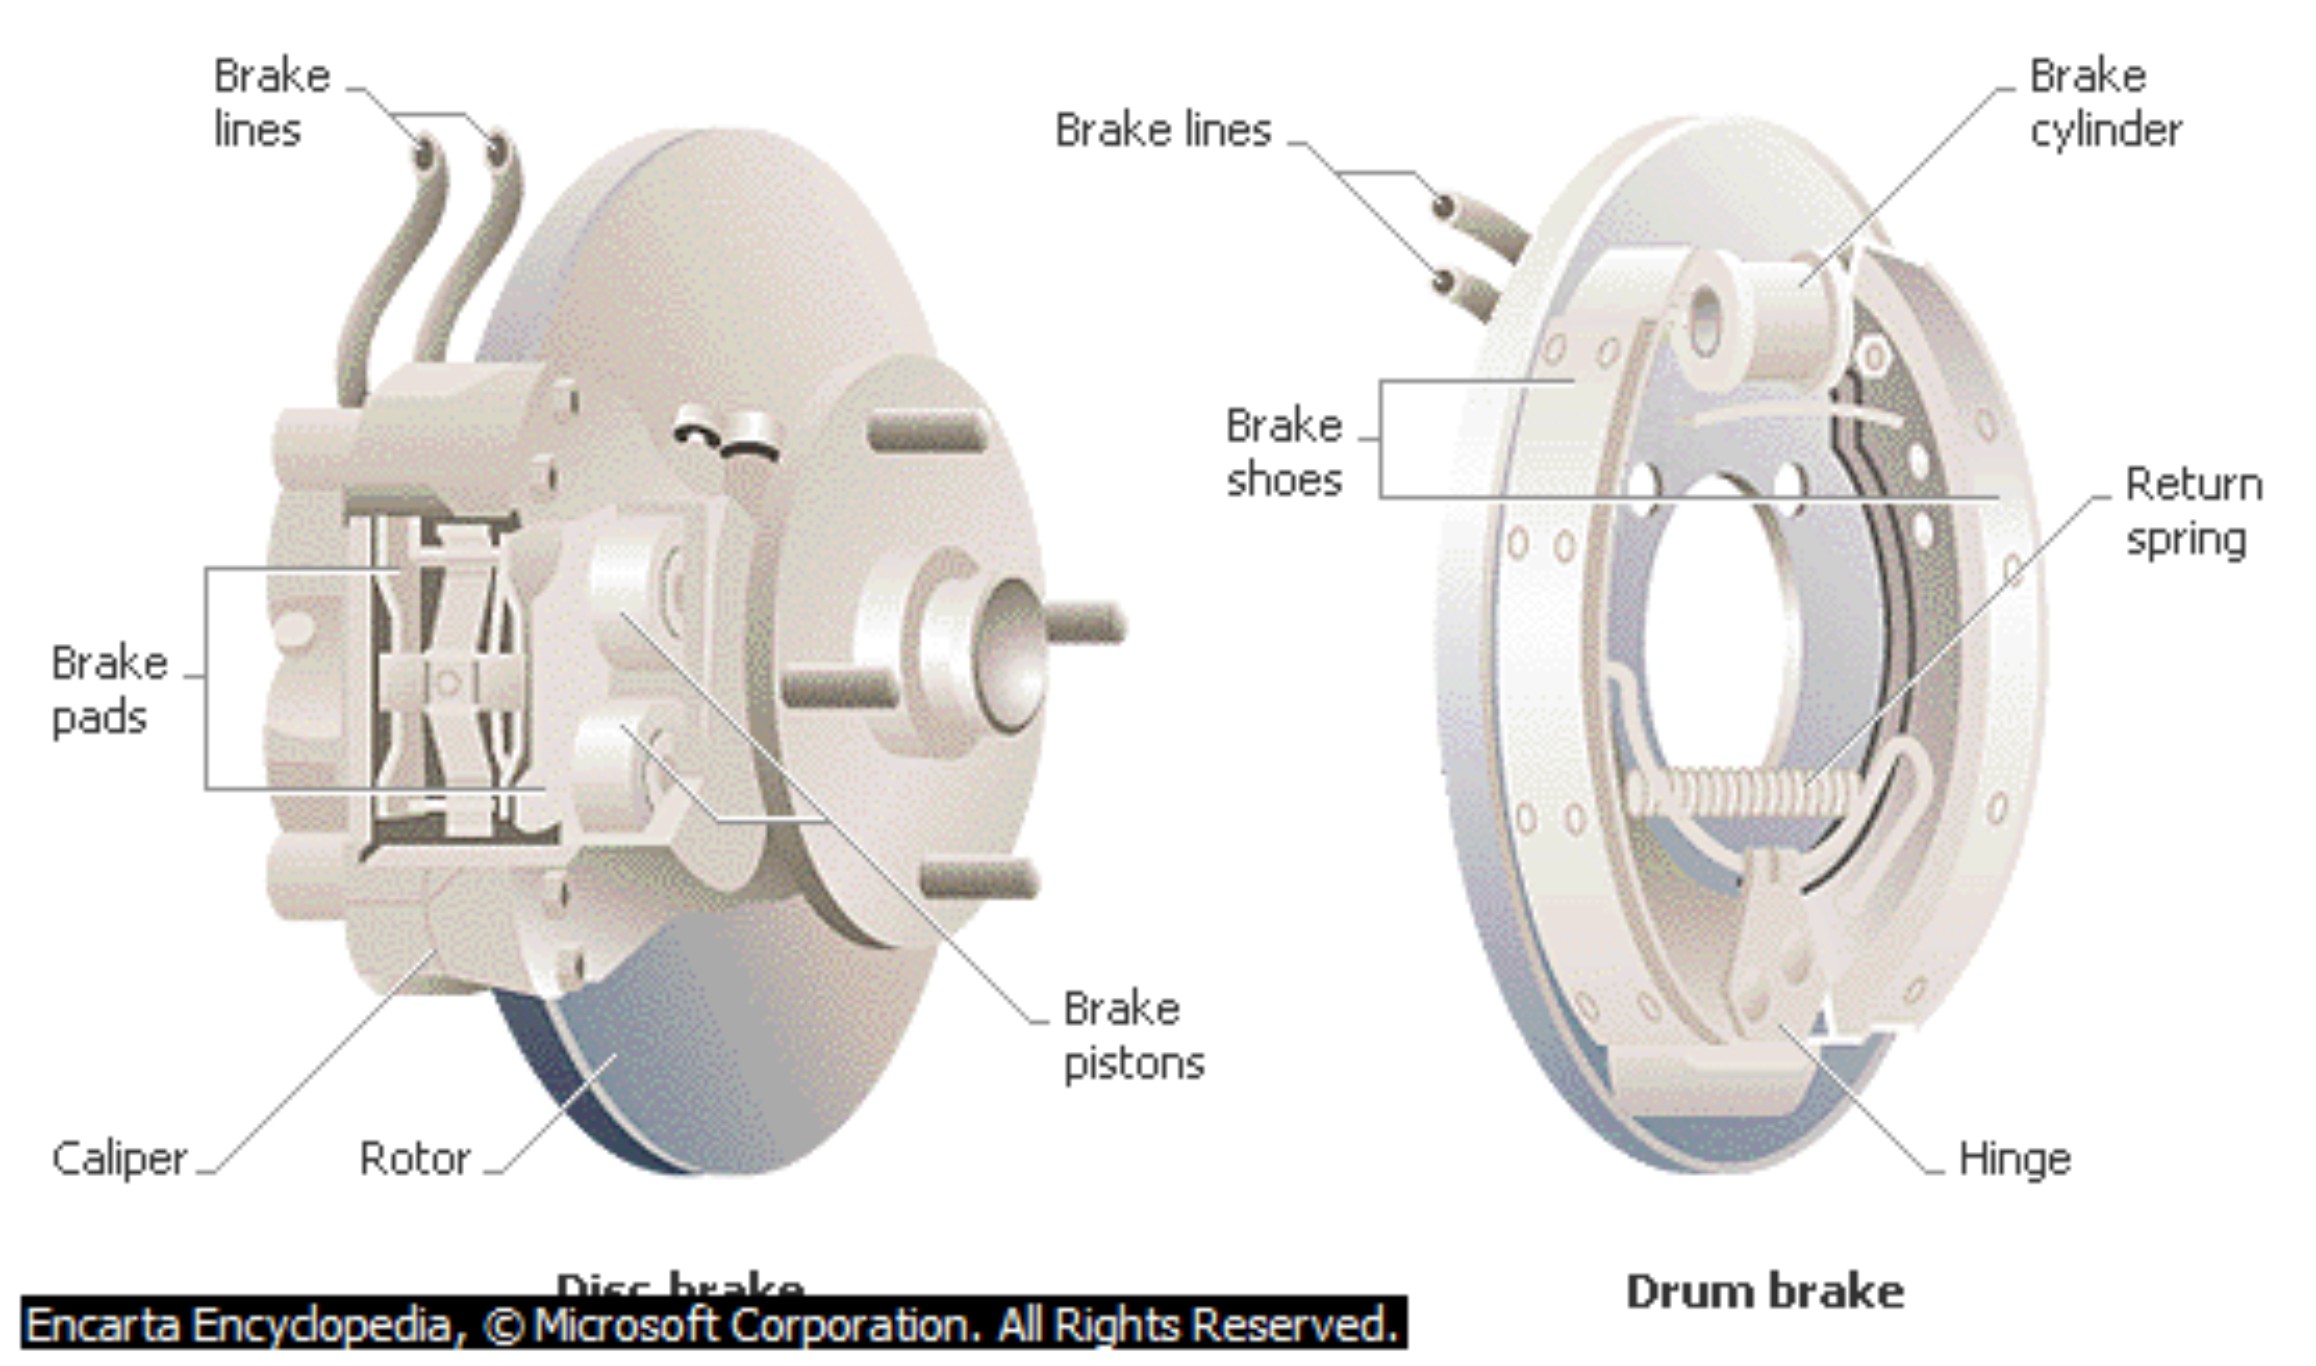 Brake
lines
Brake lines
Brake
cylinder
Brake
shoes
Return
spring
Brake
pads
Brake
pistons
Caliper
Rotor
Hinge
Disc brake
Drum brake
Encarta Encyclopedia, © Microsoft Corporation. All Rights Reserved.